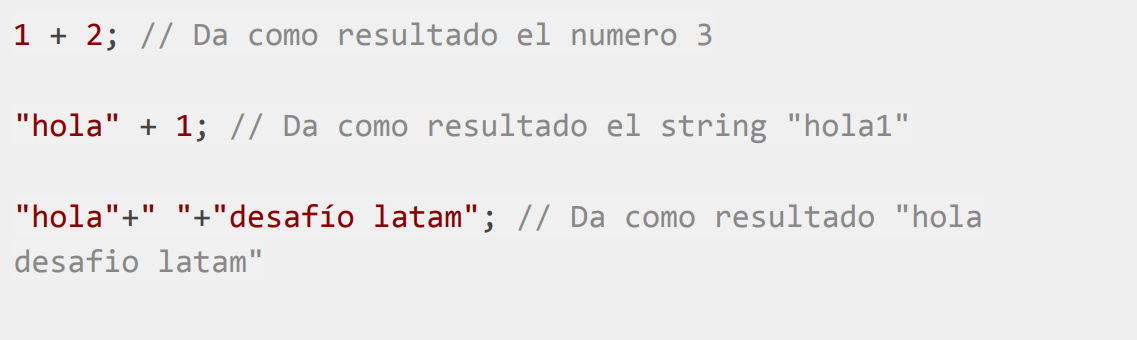 1 + 2; // Da como resultado el numero 3
"hola" + 1; // Da como resultado el string "hola1"
"hola"+" "+"desafío latam"; // Da como resultado "hola
desafio latam"